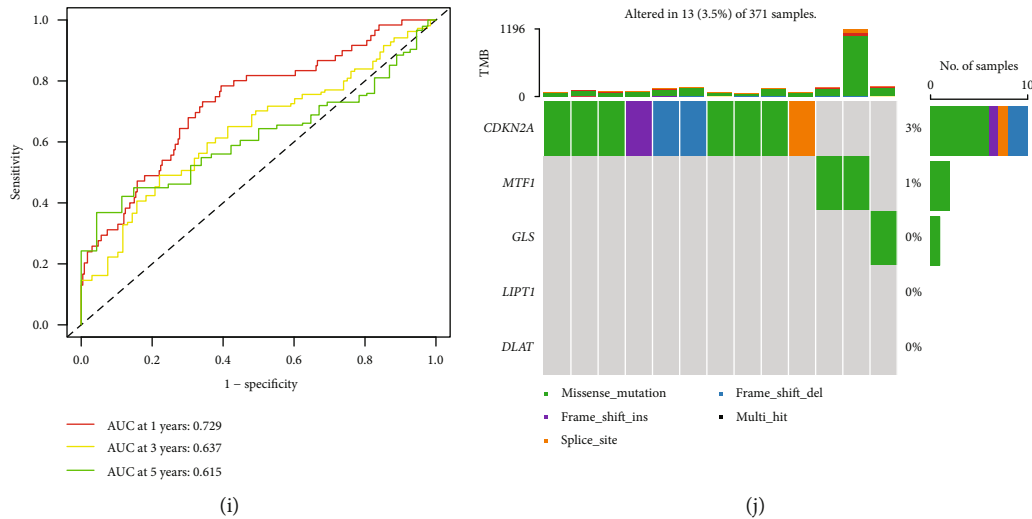 1.0
0.8
0.6
0.4
0.2
0.0
Sensitivity
0.0 0.2 0.4 0.6 0.8 1.0
1 – specificity
AUC at 1 years: 0.729
AUC at 3 years: 0.637
AUC at 5 years: 0.615
(i)
Altered in 13 (3.5%) of 371 samples.
1196
0
TMB
No. of samples
0 10
CDKN2A 3%
MTF1 1%
GLS 0%
LIPT1 0%
DLAT 0%
Missense_mutation Frame_shift_del
Frame_shift_ins Multi_hit
Splice_site
(j)